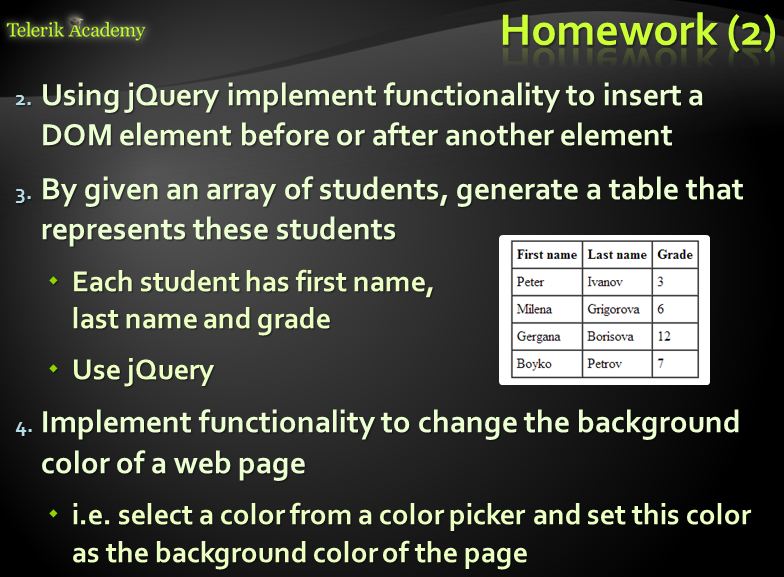 Telerik Academy
Homework (2)
2. Using jQuery implement functionality to insert a
DOM element before or after another element
3. By given an array of students, generate a table that
represents these students
Each student has first name,
last name and grade
Use jQuery
First name Last name Grade
Peter Ivanov 3
Milena Grigorova 6
Gergana Borisova 12
Boyko Petrov 7
4. Implement functionality to change the background
color of a web page
i.e. select a color from a color picker and set this color
as the background color of the page